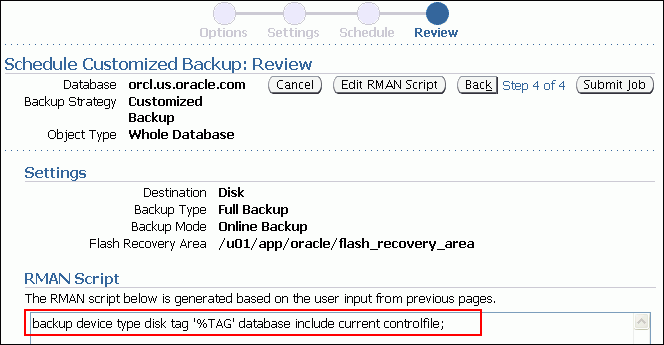 Options Settings Schedule Review
Schedule Customized Backup: Review
Database orcl.us.oracle.com Cancel Edit RMAN Script Back Step 4 of 4 Submit Job
Backup Strategy Customized
Backup
Object Type Whole Database
Settings
Destination Disk
Backup Type Full Backup
Backup Mode Online Backup
Flash Recovery Area /u01/app/oracle/flash_recovery_area
RMAN Script
The RMAN script below is generated based on the user input from previous pages.
backup device type disk tag '%TAG' database include current controlfile;